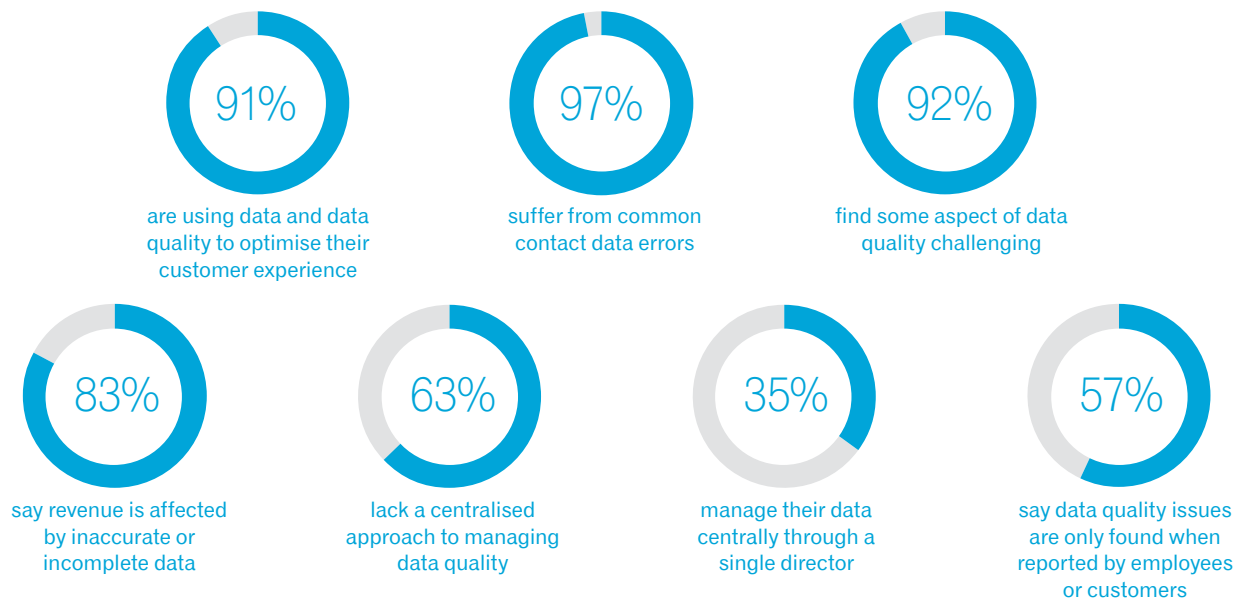 91%
are using data and data
quality to optimise their
customer experience
97%
suffer from common
contact data errors
92%
find some aspect of data
quality challenging
83%
say revenue is affected
by inaccurate or
incomplete data
63%
lack a centralised
approach to managing
data quality
35%
manage their data
centrally through a
single director
57%
say data quality issues
are only found when
reported by employees
or customers